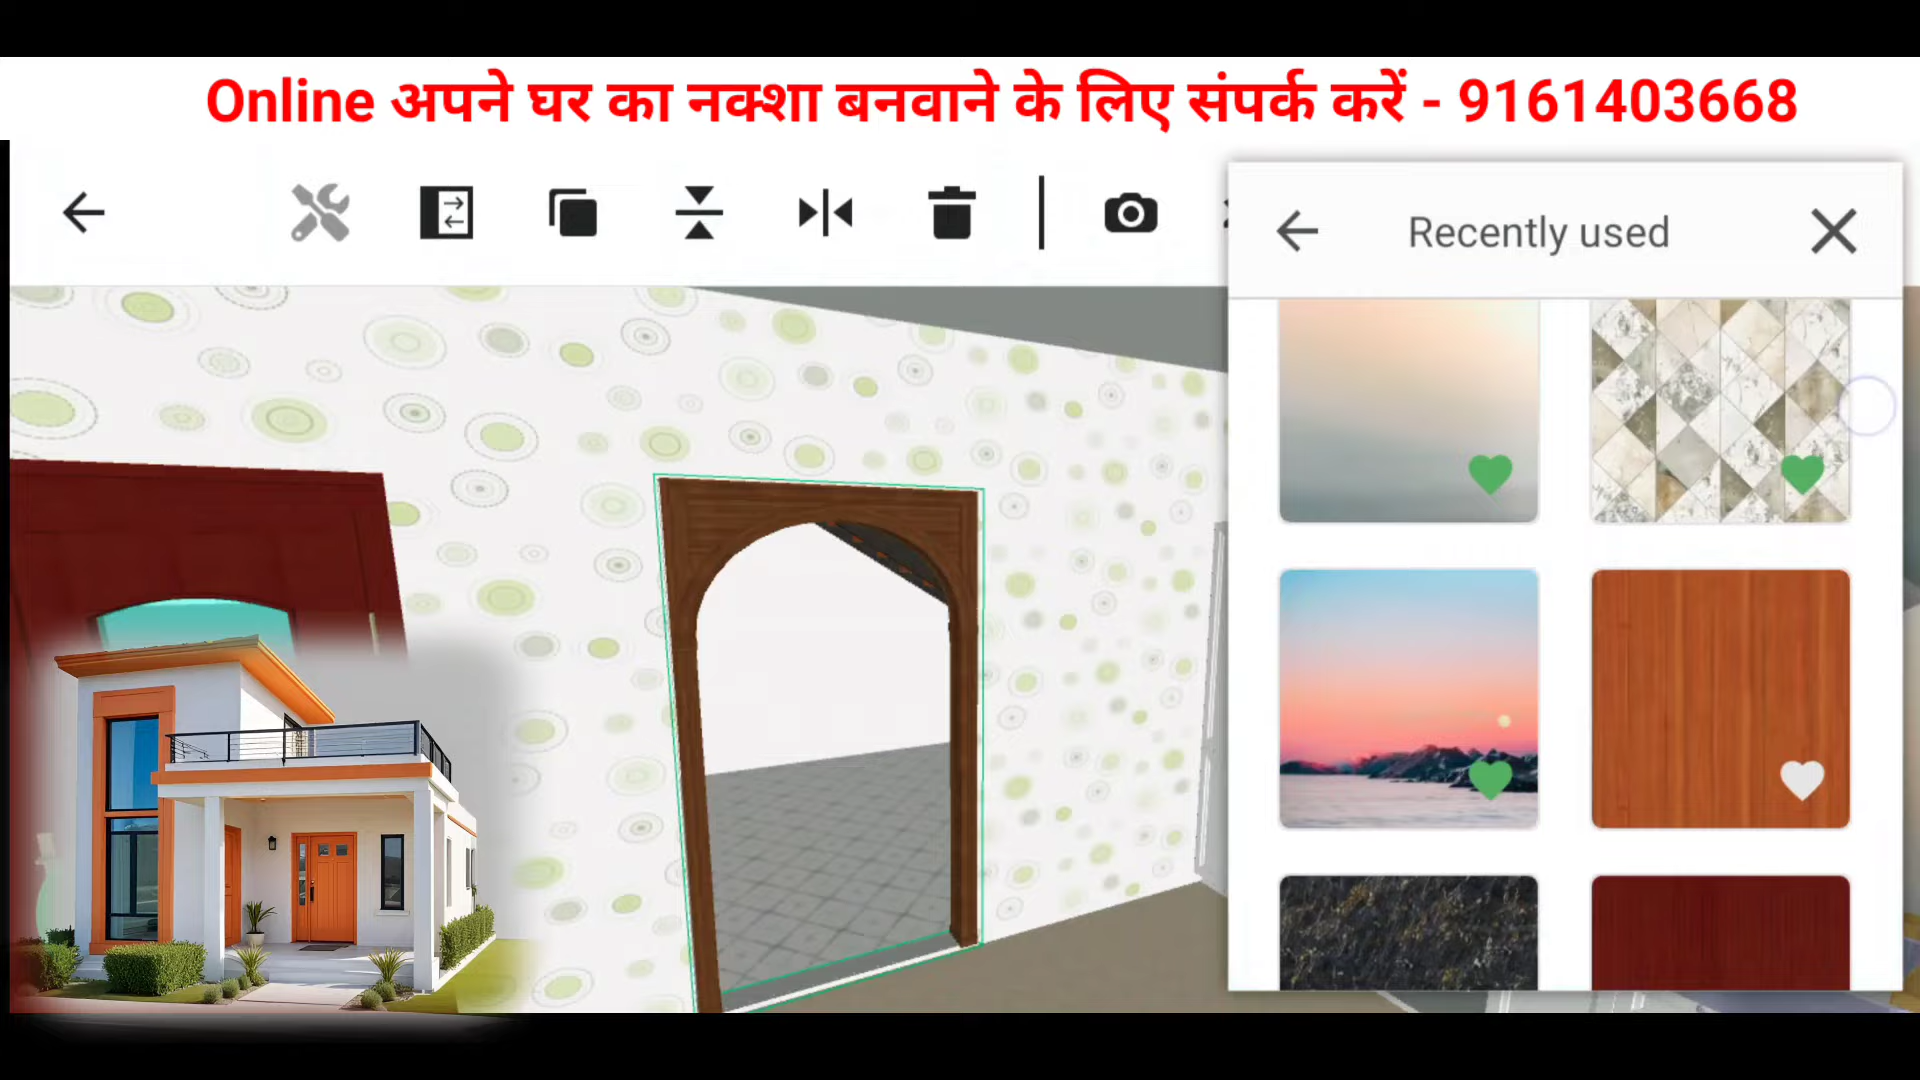 Online अपने घर का नक्शा बनवाने के लिए संपर्क करें - 9161403668
Recently used